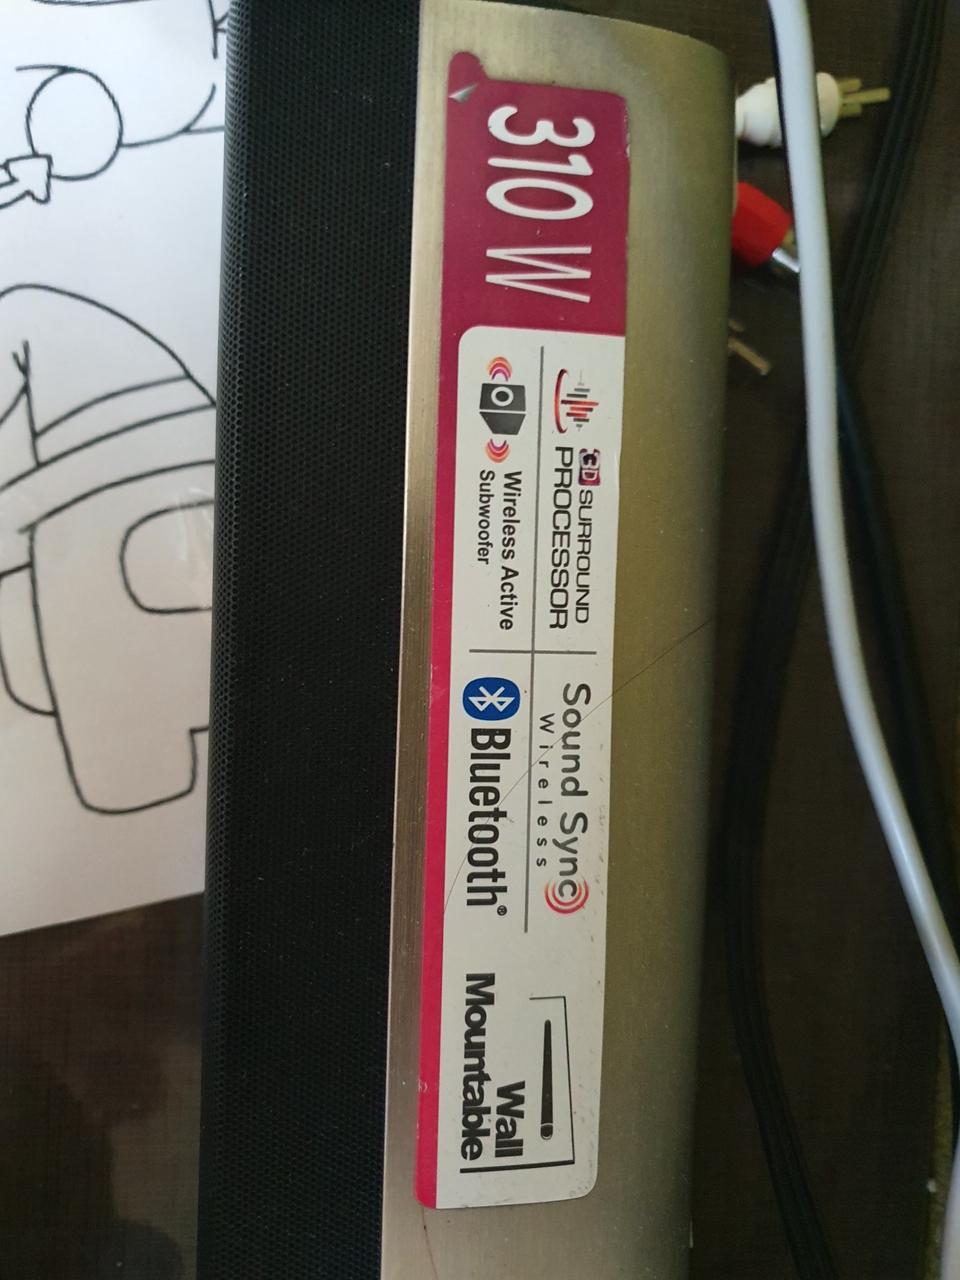 310 W
3D SURROUND
PROCESSOR
Wireless Active
Subwoofer
Sound Sync
Wireless
Bluetooth®
Wall
Mountable